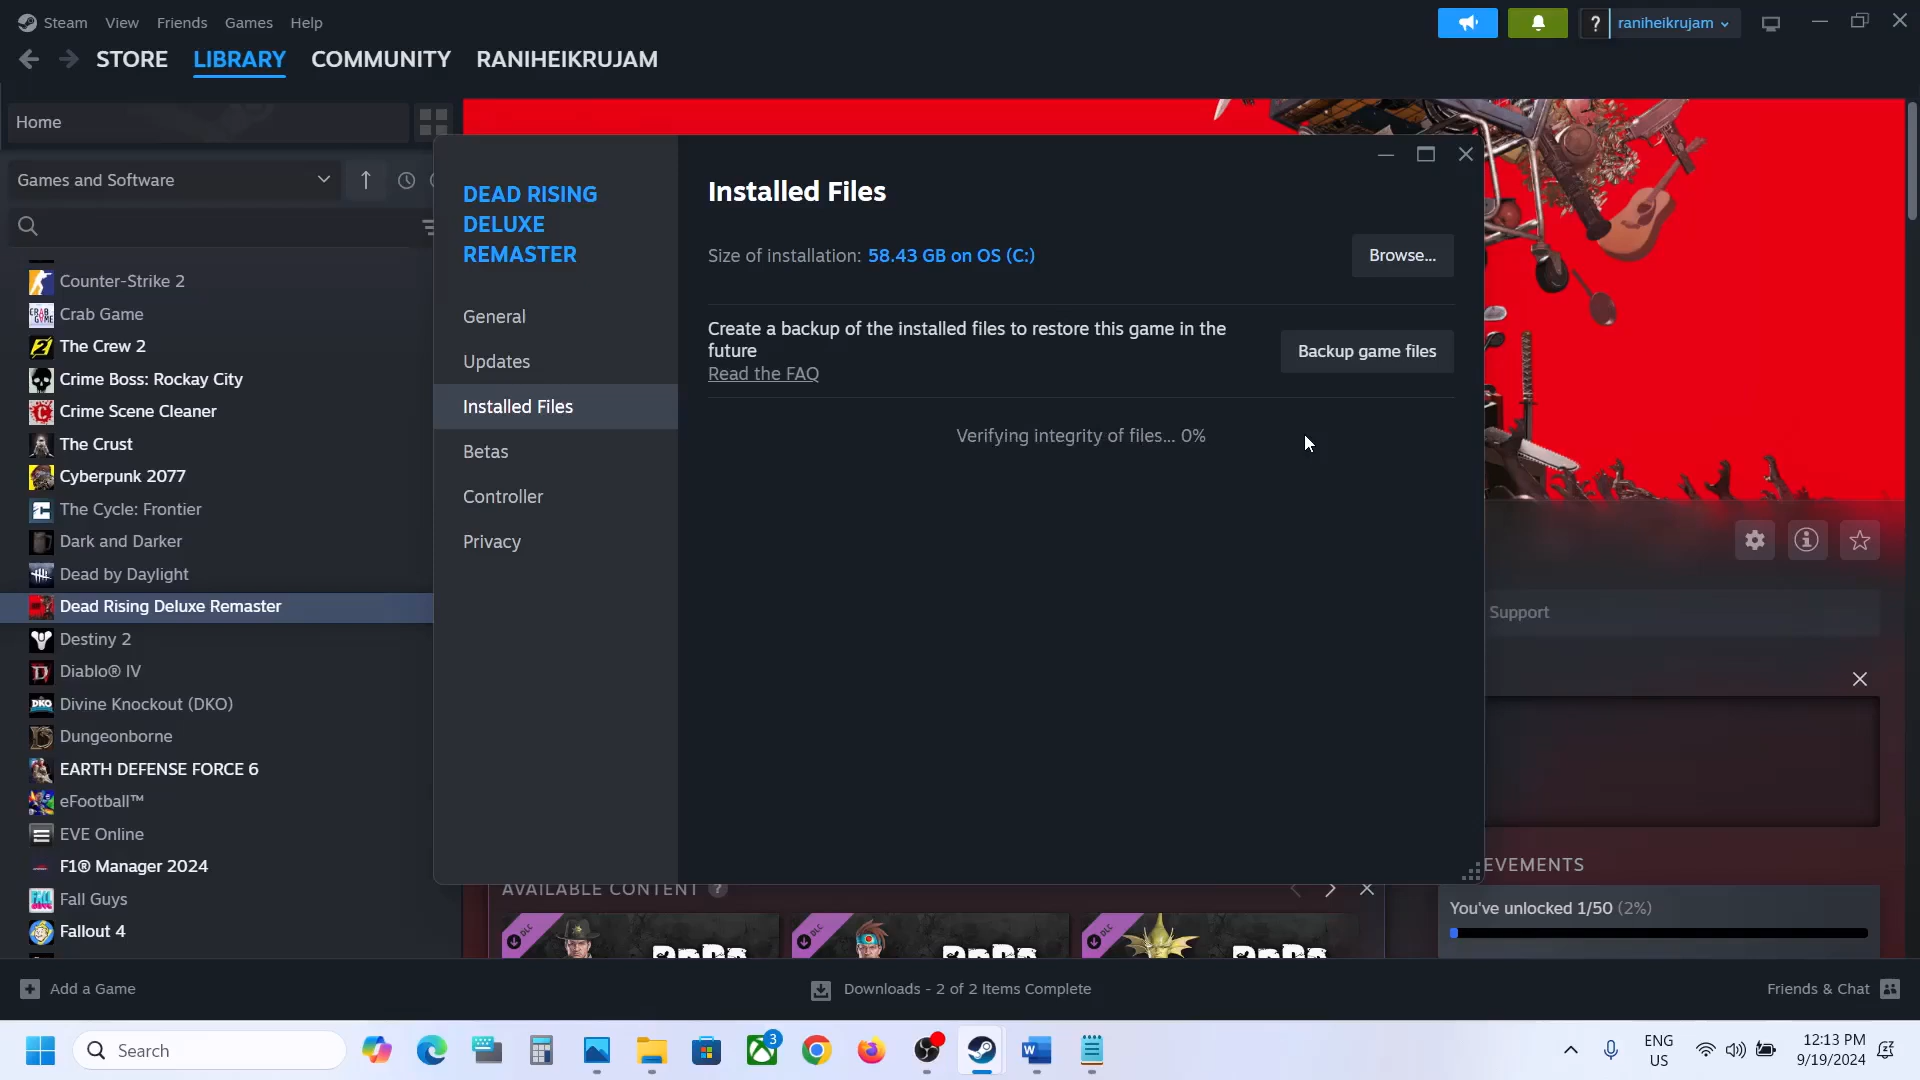 Steam View Friends Games Help
raniheikrujam
STORE LIBRARY COMMUNITY RANIHEIKRUJAM
Home
Games and Software
Counter-Strike 2
Crab Game
The Crew 2
Crime Boss: Rockay City
Crime Scene Cleaner
The Crust
Cyberpunk 2077
The Cycle: Frontier
Dark and Darker
Dead by Daylight
Dead Rising Deluxe Remaster
Destiny 2
Diablo® IV
Divine Knockout (DKO)
Dungeonborne
EARTH DEFENSE FORCE 6
eFootball™
EVE Online
F1® Manager 2024
Fall Guys
Fallout 4
DEAD RISING
DELUXE
REMASTER
General
Updates
Installed Files
Betas
Controller
Privacy
Installed Files
Size of installation: 58.43 GB on OS (C:)
Browse...
Create a backup of the installed files to restore this game in the
future
Read the FAQ
Backup game files
Verifying integrity of files... 0%
Support
AVAILABLE CONTENT ?
DLC
DLC
DLC
You've unlocked 1/50 (2%)
Add a Game
Downloads - 2 of 2 Items Complete
Friends & Chat
Search
3
ENG
US
12:13 PM
9/19/2024